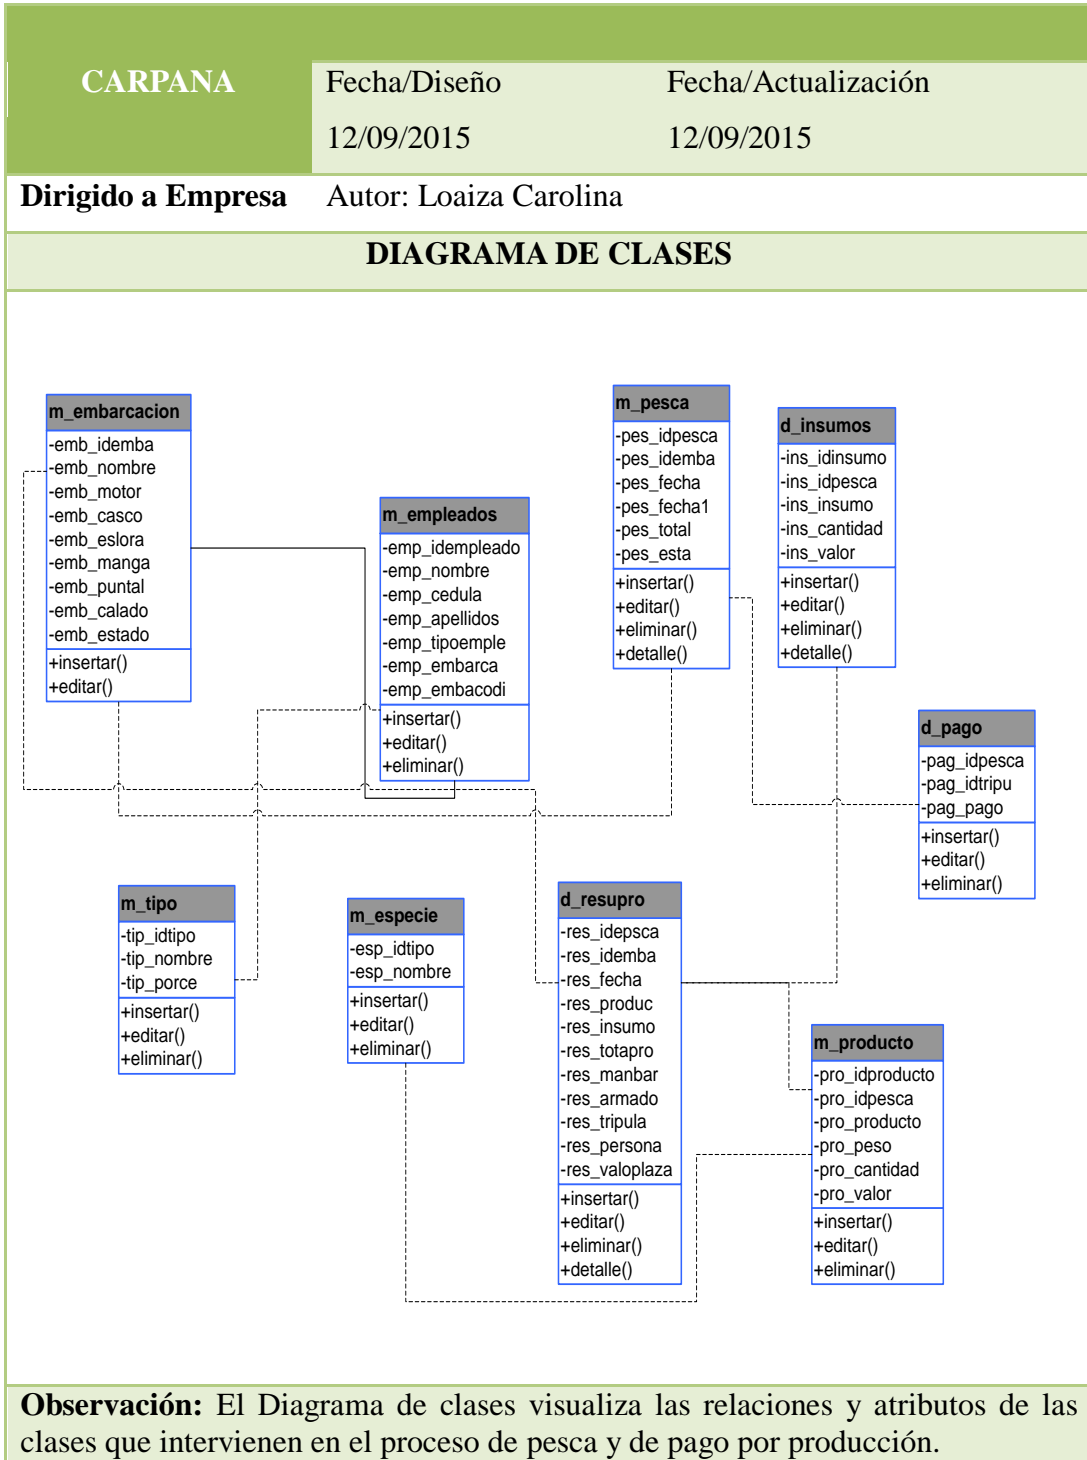 CARPANA
Fecha/Diseño
Fecha/Actualización
12/09/2015
12/09/2015
Dirigido a Empresa
Autor: Loaiza Carolina
DIAGRAMA DE CLASES
m_embarcacion
-emb_idemba
-emb_nombre
-emb_motor
-emb_casco
-emb_eslora
-emb_manga
-emb_puntal
-emb_calado
-emb_estado
+insertar()
+editar()
m_empleados
-emp_idempleado
-emp_nombre
-emp_cedula
-emp_apellidos
-emp_tipoemple
-emp_embarca
-emp_embacodi
+insertar()
+editar()
+eliminar()
m_pesca
-pes_idpesca
-pes_idemba
-pes_fecha
-pes_fecha1
-pes_total
-pes_esta
+insertar()
+editar()
+eliminar()
+detalle()
d_insumos
-ins_idinsumo
-ins_idpesca
-ins_insumo
-ins_cantidad
-ins_valor
+insertar()
+editar()
+eliminar()
+detalle()
d_pago
-pag_idpesca
-pag_idtripu
-pag_pago
+insertar()
+editar()
+eliminar()
m_tipo
-tip_idtipo
-tip_nombre
-tip_porce
+insertar()
+editar()
+eliminar()
m_especie
-esp_idtipo
-esp_nombre
+insertar()
+editar()
+eliminar()
d_resupro
-res_idepsca
-res_idemba
-res_fecha
-res_produc
-res_insumo
-res_totapro
-res_manbar
-res_armado
-res_tripula
-res_persona
-res_valoplaza
+insertar()
+editar()
+eliminar()
+detalle()
m_producto
-pro_idproducto
-pro_idpesca
-pro_producto
-pro_peso
-pro_cantidad
-pro_valor
+insertar()
+editar()
+eliminar()
Observación: El Diagrama de clases visualiza las relaciones y atributos de las
clases que intervienen en el proceso de pesca y de pago por producción.